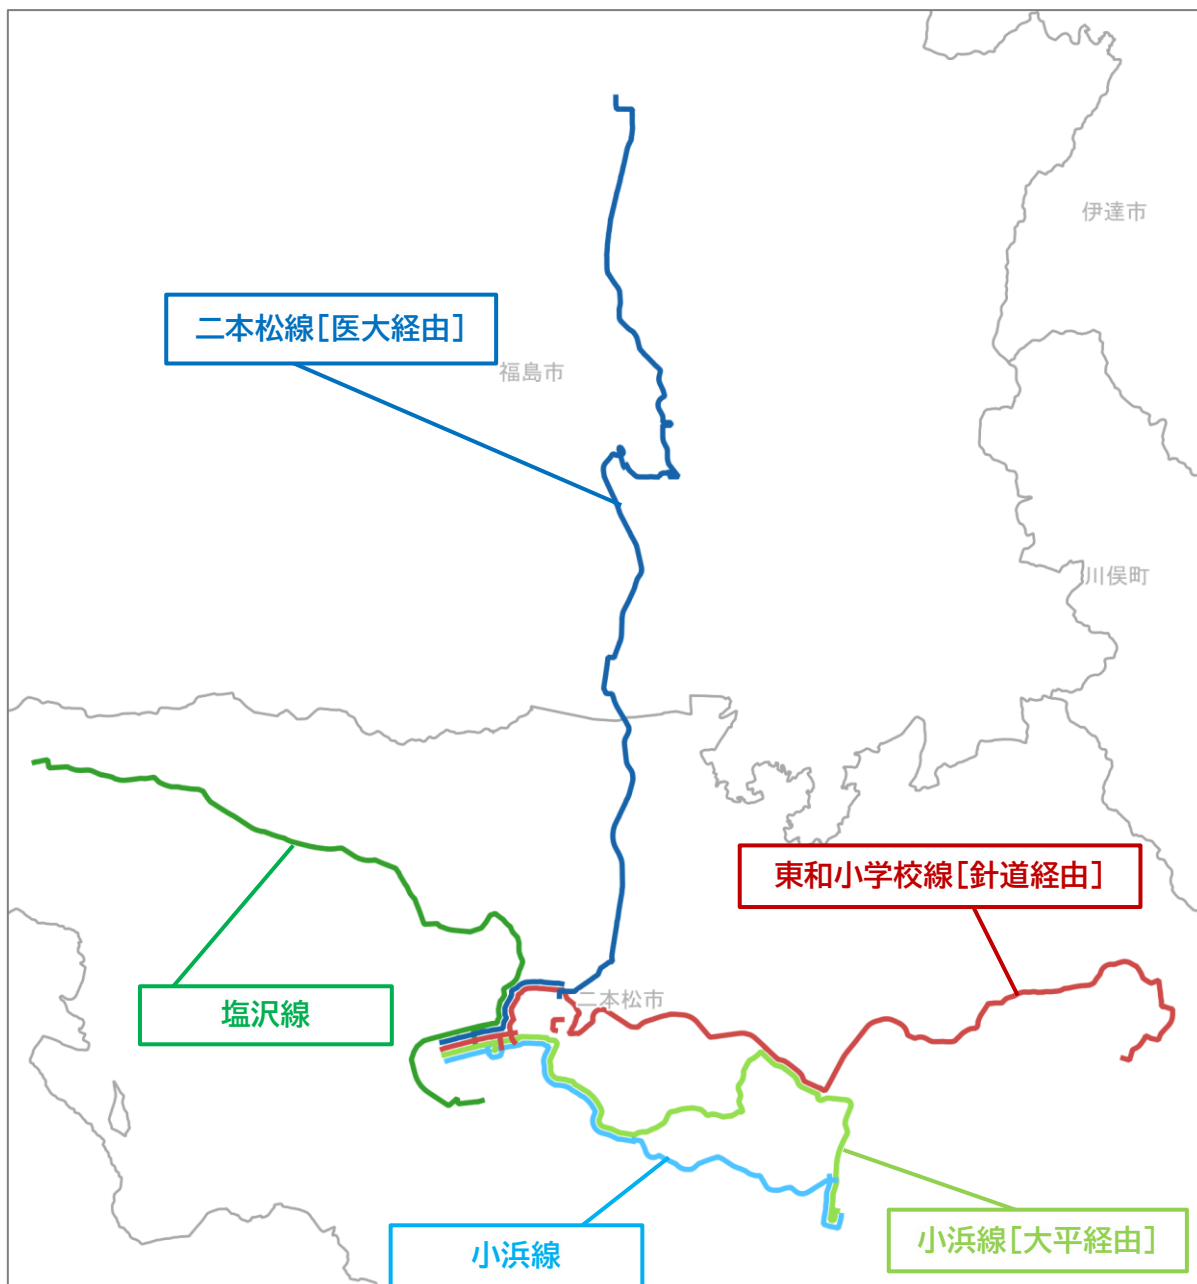 伊達市
二本松線[医大経由]
福島市
川俣町
東和小学校線[針道経由]
二本松市
塩沢線
小浜線[大平経由]
小浜線